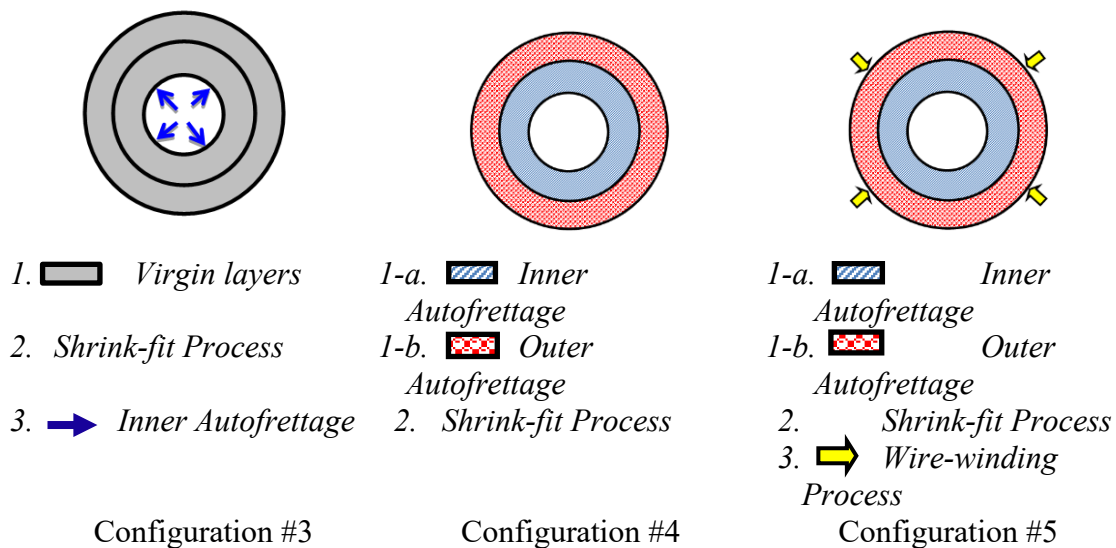 1. Virgin layers
2. Shrink-fit Process
3. Inner Autofrettage
Configuration #3
1-a. Inner
Autofrettage
1-b. Outer
Autofrettage
2. Shrink-fit Process
Configuration #4
1-a. Inner
Autofrettage
1-b. Outer
Autofrettage
2. Shrink-fit Process
3. Wire-winding
Process
Configuration #5